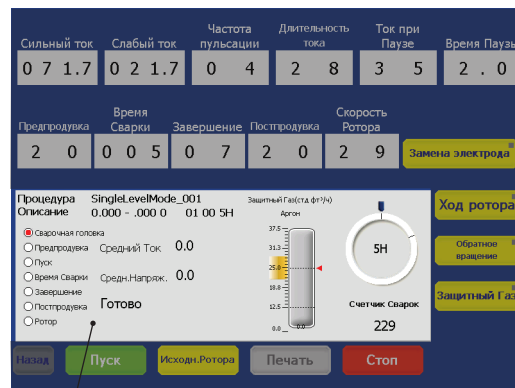 Сильный ток
Слабый ток
Частота пульсации
Длительность тока
Ток при Паузе
Время Паузы
0 7 1.7
0 2 1.7
0 4
2 8
3 5
2 . 0
Предпродувка
Время Сварки
Завершение
Постпродувка
Скорость Ротора
2 0
0 0 5
0 7
2 0
2 9
Замена электрода
Процедура SingleLevelMode_001
Описание 0.000 - .000 0 01 00 5H
Защитный Газ(стд фт³/ч)
Аргон
Сварочная головка
Предпродувка
Пуск
Время Сварки
Завершение
Постпродувка
Ротор
Средний Ток 0.0
Средн.Напряж. 0.0
Готово
37.5
31.3
25.0
18.8
12.5
0.0
0.0
5H
Счетчик Сварок
229
Ход ротора
Обратное вращение
Защитный Газ
Назад
Пуск
Исходн.Ротора
Печать
Стоп